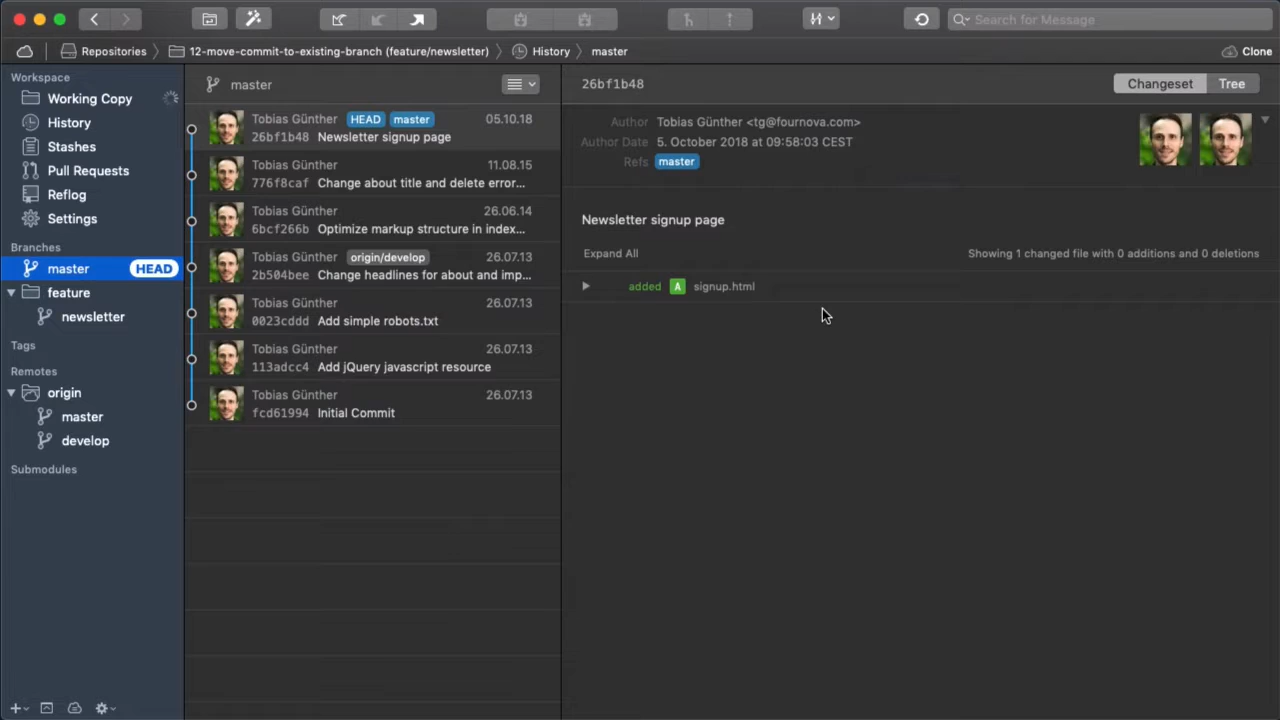 Search for Message
Repositories
12-move-commit-to-existing-branch (feature/newsletter)
History
master
Clone
Workspace
Working Copy
History
Stashes
Pull Requests
Reflog
Settings
Branches
master HEAD
feature
newsletter
Tags
Remotes
origin
master
develop
Submodules
master
Tobias Günther HEAD master 05.10.18
26bf1b48 Newsletter signup page
Tobias Günther 11.08.15
776f8caf Change about title and delete error...
Tobias Günther 26.06.14
6bcf266b Optimize markup structure in index...
Tobias Günther origin/develop 26.07.13
2b504bee Change headlines for about and imp...
Tobias Günther 26.07.13
0023cddd Add simple robots.txt
Tobias Günther 26.07.13
113adcc4 Add jQuery javascript resource
Tobias Günther 26.07.13
fcd61994 Initial Commit
26bf1b48
Changeset Tree
Author Tobias Günther <tg@fournova.com>
Author Date 5. October 2018 at 09:58:03 CEST
Refs master
Newsletter signup page
Expand All
Showing 1 changed file with 0 additions and 0 deletions
added A signup.html